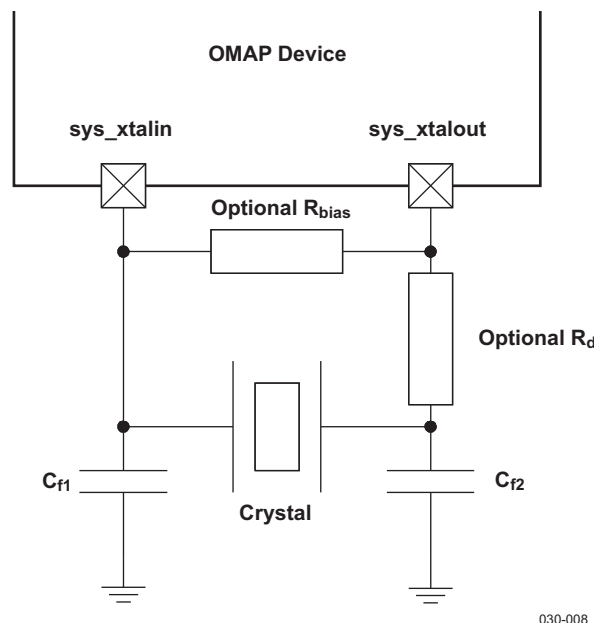 OMAP Device
sys_xtalin
sys_xtalout
Optional Rbias
Optional Rd
Cf1
Cf2
Crystal
030-008